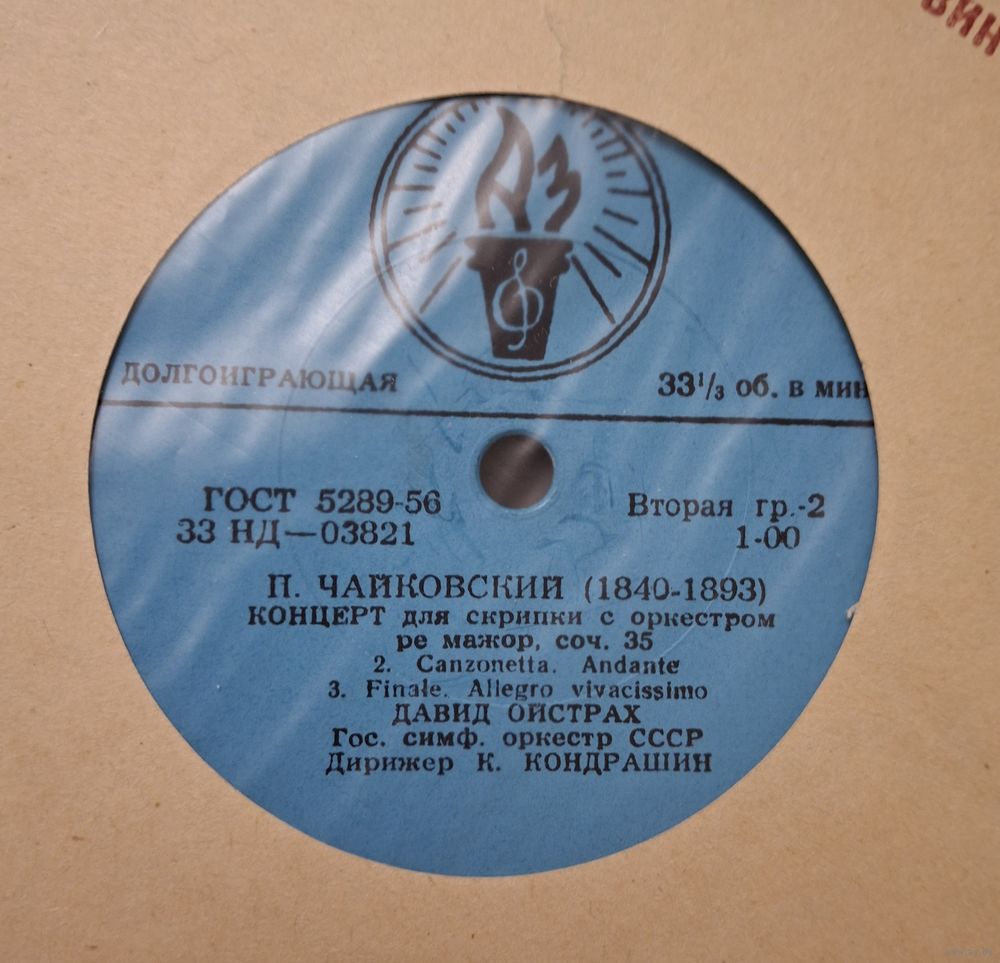 ВИН
АЗ
ДОЛГОИГРАЮЩАЯ
33⅓ об. в мин
ГОСТ 5289-56
Вторая гр.-2
33 НД—03821
1-00
П. ЧАЙКОВСКИЙ (1840-1893)
КОНЦЕРТ для скрипки с оркестром
ре мажор, соч. 35
2. Canzonetta. Andante
3. Finale. Allegro vivacissimo
ДАВИД ОЙСТРАХ
Гос. симф. оркестр СССР
Дирижер К. КОНДРАШИН